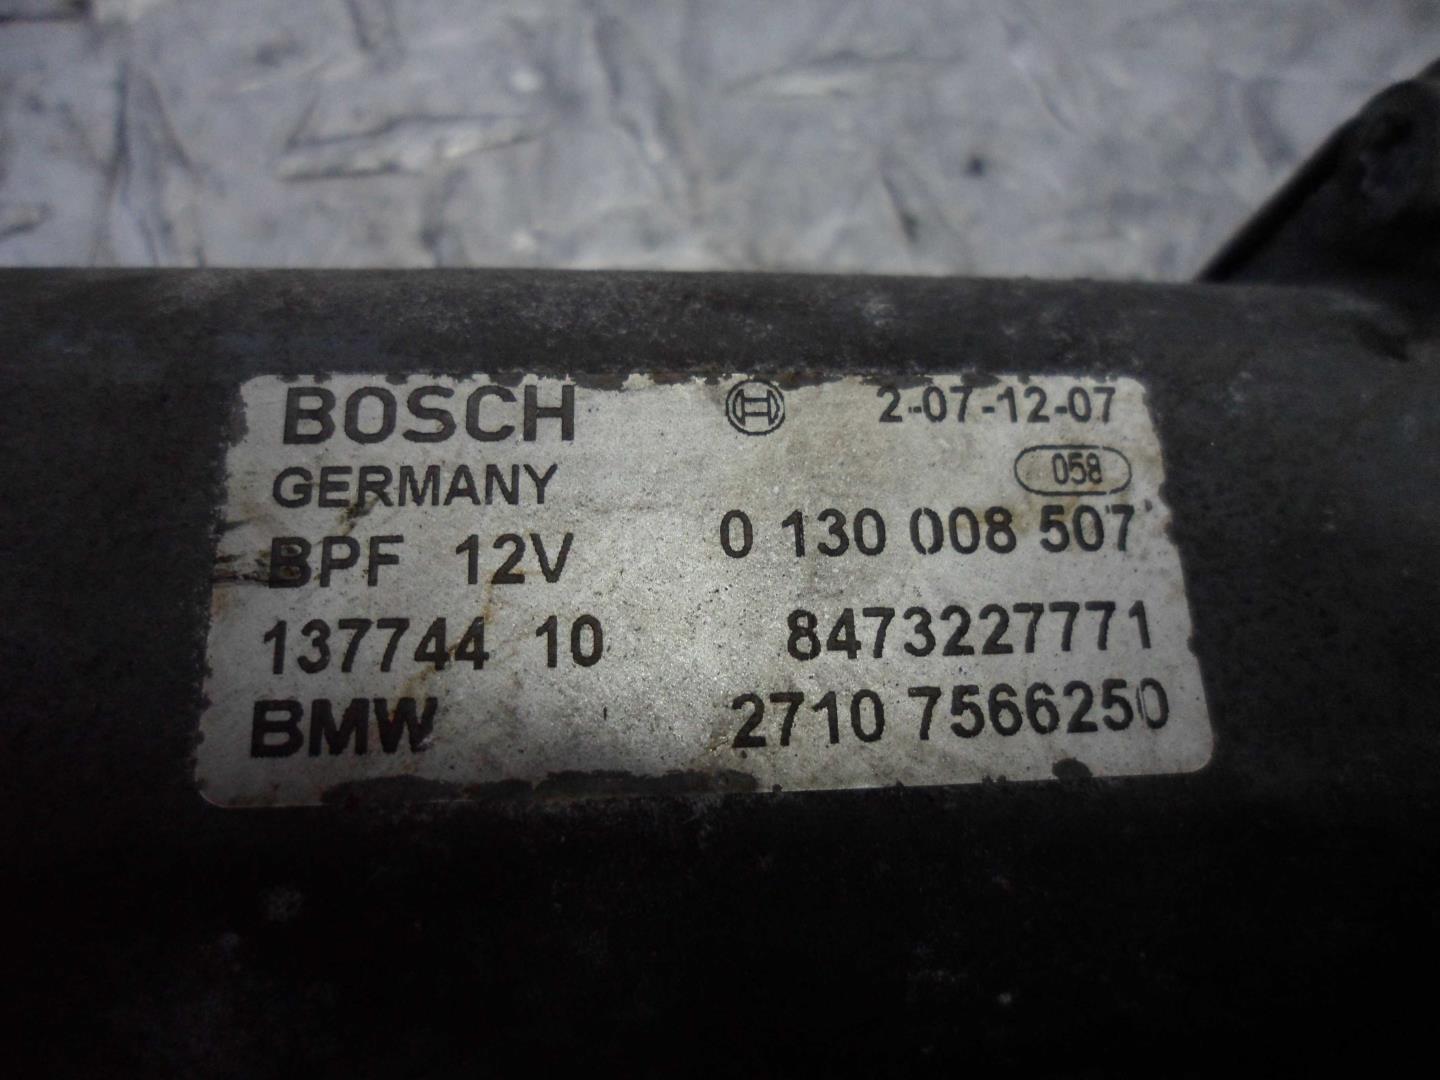 BOSCH 2-07-12-07
GERMANY 058
BPF 12V 0 130 008 507
137744 10 8473227771
BMW 2710 7566250